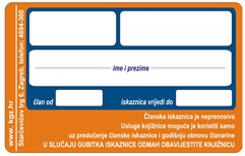 www.kgz.hr
Starčevićev trg 6, Zagreb, telefon: 4694-300
ime i prezime
član od
iskaznica vrijedi do
Članska iskaznica je neprenosiva
Usluge knjižnice moguće je koristiti samo
uz predočenje članske iskaznice i godišnju obnovu članarine
U SLUČAJU GUBITKA ISKAZNICE ODMAH OBAVIJESTITE KNJIŽNICU